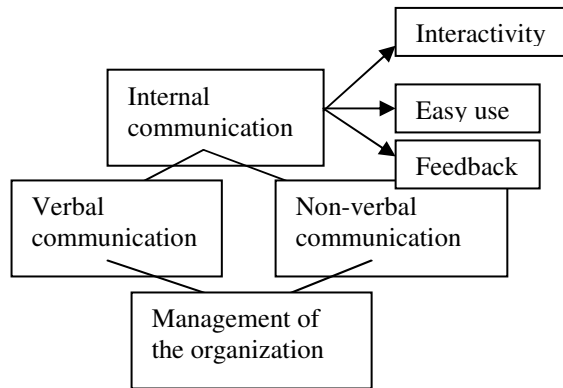 Interactivity
Internal
communication
Easy use
Feedback
Verbal
communication
Non-verbal
communication
Management of
the organization